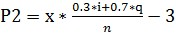 P2 = x * (0.3*i+0.7*q)/n − 3